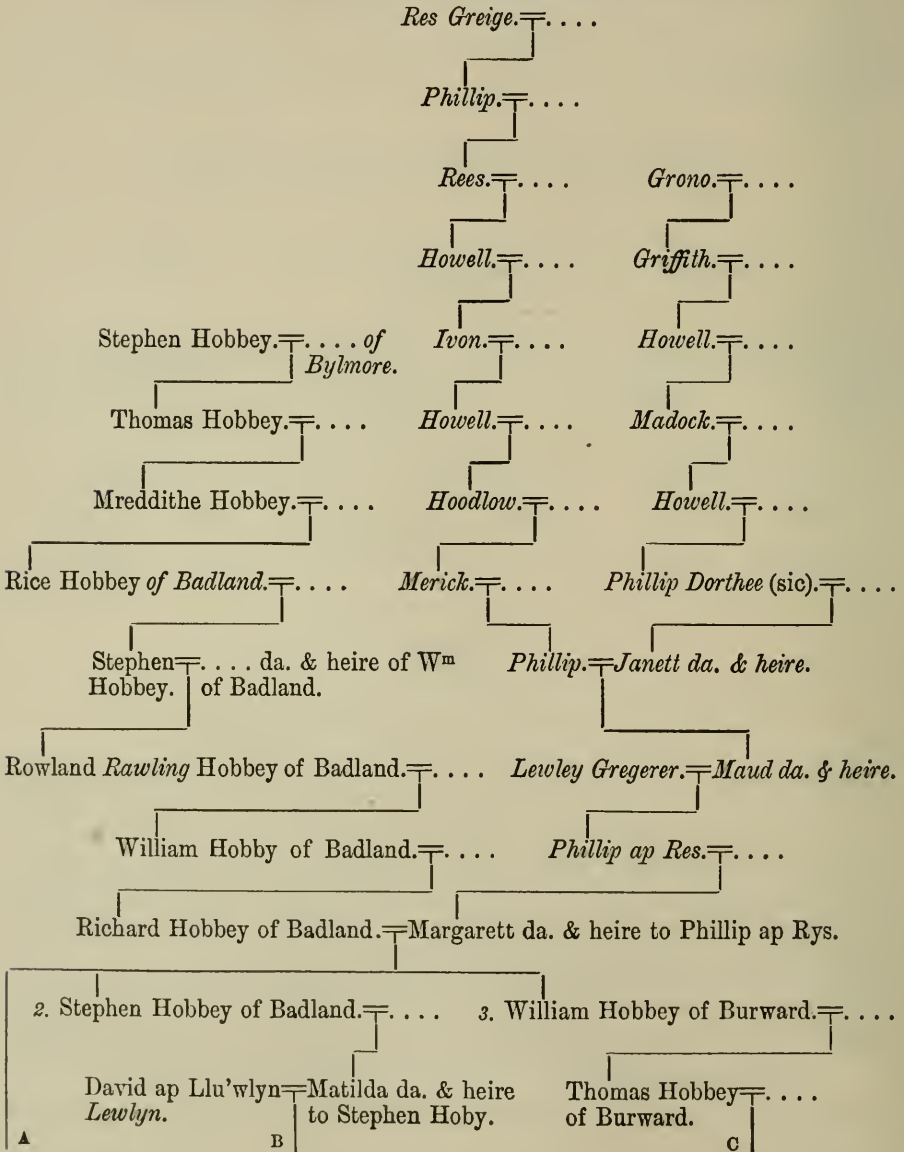 Res Greige.=. . . .
Phillip.=. . . .
Rees.=. . . . Grono.=. . . .
Howell.=. . . . Griffith.=. . . .
Stephen Hobbey.=. . . . of Ivon.=. . . . Howell.=. . . .
Bylmore.
Thomas Hobbey.=. . . . Howell.=. . . . Madock.=. . . .
Mreddithe Hobbey.=. . . . Hoodlow.=. . . . Howell.=. . . .
Rice Hobbey of Badland.=. . . . Merick.=. . . . Phillip Dorthee (sic).=. . . .
Stephen=. . . . da. & heire of Wm Phillip.=Janett da. & heire.
Hobbey. of Badland.
Rowland Rawling Hobbey of Badland.=. . . . Lewley Gregerer.=Maud da. & heire.
William Hobby of Badland.=. . . . Phillip ap Res.=. . . .
Richard Hobbey of Badland.=Margarett da. & heire to Phillip ap Rys.
2. Stephen Hobbey of Badland.=. . . . 3. William Hobbey of Burward.=. . . .
David ap Llu'wlyn=Matilda da. & heire Thomas Hobbey=. . . .
Lewlyn. to Stephen Hoby. of Burward.
A B C